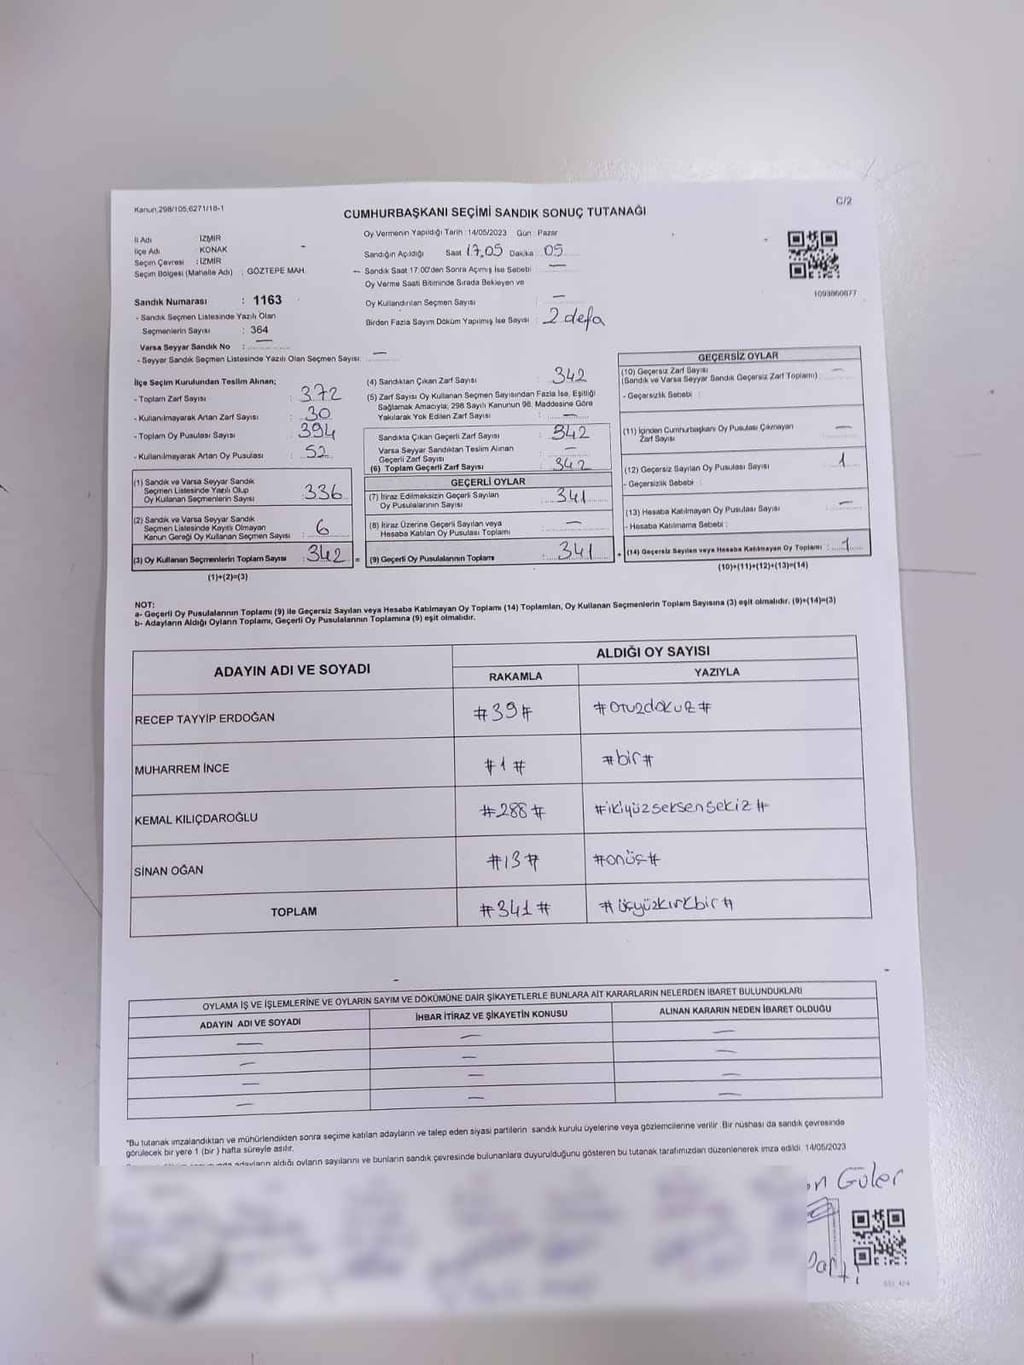 Kanun 298/105,6271/18-1
C/2
CUMHURBAŞKANI SEÇİMİ SANDIK SONUÇ TUTANAĞI
İl Adı İZMİR
İlçe Adı KONAK
Seçim Çevresi : İZMİR
Seçim Bölgesi (Mahalle Adı) : GÖZTEPE MAH.
Oy Vermenin Yapıldığı Tarih :14/05/2023 Gün : Pazar
Sandığın Açıldığı Saat 17.05 Dakika 05
Sandık Saat 17.00'den Sonra Açılmış İse Sebebi —
Oy Verme Saati Bitiminde Sırada Bekleyen ve
Oy Kullandırılan Seçmen Sayısı —
Birden Fazla Sayım Döküm Yapılmış İse Sayısı : 2 defa
1093860877
Sandık Numarası : 1163
- Sandık Seçmen Listesinde Yazılı Olan
Seçmenlerin Sayısı : 364
Varsa Seyyar Sandık No : —
- Seyyar Sandık Seçmen Listesinde Yazılı Olan Seçmen Sayısı: —
İlçe Seçim Kurulundan Teslim Alınan;
- Toplam Zarf Sayısı : 372
- Kullanılmayarak Artan Zarf Sayısı : 30
- Toplam Oy Pusulası Sayısı : 394
- Kullanılmayarak Artan Oy Pusulası : 52
(1) Sandık ve Varsa Seyyar Sandık
Seçmen Listesinde Yazılı Olup
Oy Kullanan Seçmenlerin Sayısı : 336
(2) Sandık ve Varsa Seyyar Sandık
Seçmen Listesinde Kayıtlı Olmayan
Kanun Gereği Oy Kullanan Seçmen Sayısı : 6
(3) Oy Kullanan Seçmenlerin Toplam Sayısı : 342 =
(1)+(2)=(3)
(4) Sandıktan Çıkan Zarf Sayısı : 342
(5) Zarf Sayısı Oy Kullanan Seçmen Sayısından Fazla İse, Eşitliği
Sağlamak Amacıyla; 298 Sayılı Kanunun 98. Maddesine Göre
Yakılarak Yok Edilen Zarf Sayısı : —
Sandıkta Çıkan Geçerli Zarf Sayısı : 342
Varsa Seyyar Sandıktan Teslim Alınan
Geçerli Zarf Sayısı : —
(6) Toplam Geçerli Zarf Sayısı : 342
GEÇERLİ OYLAR
(7) İtiraz Edilmeksizin Geçerli Sayılan
Oy Pusulalarının Sayısı : 341
(8) İtiraz Üzerine Geçerli Sayılan veya
Hesaba Katılan Oy Pusulası Toplamı : —
(9) Geçerli Oy Pusulalarının Toplamı : 341 +
GEÇERSİZ OYLAR
(10) Geçersiz Zarf Sayısı
(Sandık ve Varsa Seyyar Sandık Geçersiz Zarf Toplamı) : —
- Geçersizlik Sebebi :
(11) İçinden Cumhurbaşkanı Oy Pusulası Çıkmayan
Zarf Sayısı : —
(12) Geçersiz Sayılan Oy Pusulası Sayısı : 1
- Geçersizlik Sebebi :
(13) Hesaba Katılmayan Oy Pusulası Sayısı : —
- Hesaba Katılmama Sebebi :
(14) Geçersiz Sayılan veya Hesaba Katılmayan Oy Toplamı : 1
(10)+(11)+(12)+(13)=(14)
NOT:
a- Geçerli Oy Pusulalarının Toplamı (9) ile Geçersiz Sayılan veya Hesaba Katılmayan Oy Toplamı (14) Toplamları, Oy Kullanan Seçmenlerin Toplam Sayısına (3) eşit olmalıdır. (9)+(14)=(3)
b- Adayların Aldığı Oyların Toplamı, Geçerli Oy Pusulalarının Toplamına (9) eşit olmalıdır.
ADAYIN ADI VE SOYADI
ALDIĞI OY SAYISI
RAKAMLA YAZIYLA
RECEP TAYYİP ERDOĞAN #39# #otuzdokuz#
MUHARREM İNCE #1# #bir#
KEMAL KILIÇDAROĞLU #288# #ikiyüzseksensekiz#
SİNAN OĞAN #13# #onüç#
TOPLAM #341# #üçyüzkırkbir#
OYLAMA İŞ VE İŞLEMLERİNE VE OYLARIN SAYIM VE DÖKÜMÜNE DAİR ŞİKAYETLERLE BUNLARA AİT KARARLARIN NELERDEN İBARET BULUNDUKLARI
ADAYIN ADI VE SOYADI İHBAR İTİRAZ VE ŞİKAYETİN KONUSU ALINAN KARARIN NEDEN İBARET OLDUĞU
— — —
— — —
— — —
— — —
"Bu tutanak imzalandıktan ve mühürlendikten sonra seçime katılan adayların ve talep eden siyasi partilerin sandık kurulu üyelerine veya gözlemcilerine verilir. Bir nüshası da sandık çevresinde
görülecek bir yere 1 (bir ) hafta süreyle asılır.
adayların aldığı oyların sayılarını ve bunların sandık çevresinde bulunanlara duyurulduğunu gösteren bu tutanak tarafımızdan düzenlenerek imza edildi. 14/05/2023
Güler